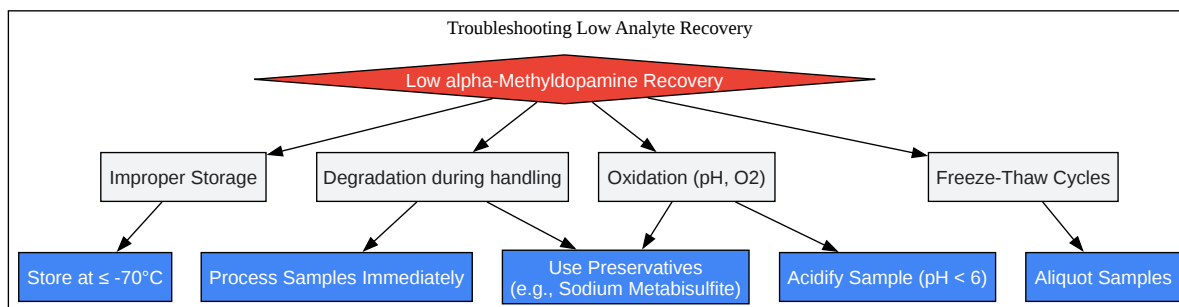 Troubleshooting Low Analyte Recovery
Low alpha-Methyldopamine Recovery
Improper Storage
Degradation during handling
Oxidation (pH, O2)
Freeze-Thaw Cycles
Store at ≤ -70°C
Process Samples Immediately
Use Preservatives
(e.g., Sodium Metabisulfite)
Acidify Sample (pH < 6)
Aliquot Samples